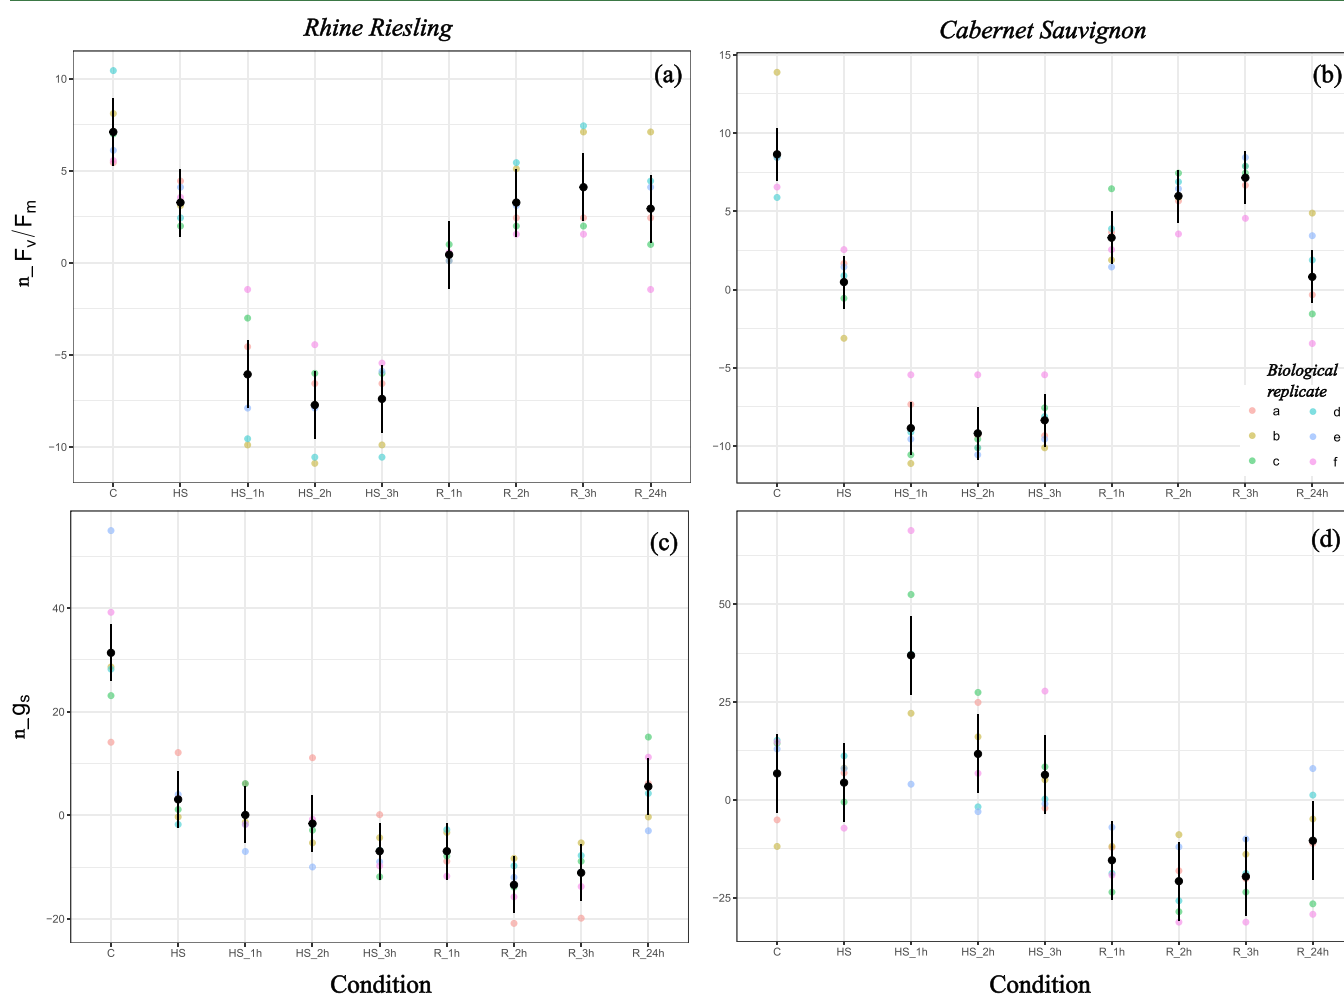 Rhine Riesling
Cabernet Sauvignon
(a)
n_ Fv/Fm
10
5
0
−5
−10
C HS HS_1h HS_2h HS_3h R_1h R_2h R_3h R_24h
(b)
15
10
5
0
−5
−10
Biological
replicate
a d
b e
c f
C HS HS_1h HS_2h HS_3h R_1h R_2h R_3h R_24h
(c)
n_gs
40
20
0
−20
C HS HS_1h HS_2h HS_3h R_1h R_2h R_3h R_24h
Condition
(d)
50
25
0
−25
C HS HS_1h HS_2h HS_3h R_1h R_2h R_3h R_24h
Condition